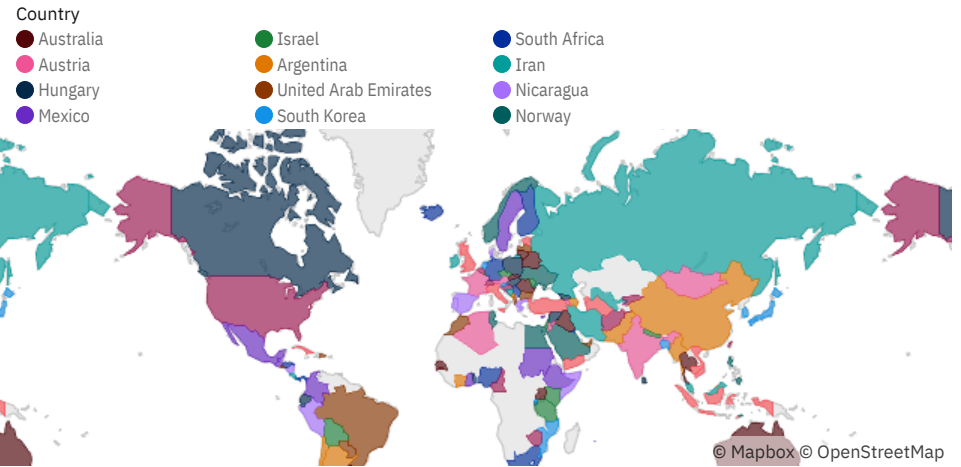 Country
Australia
Austria
Hungary
Mexico
Israel
Argentina
United Arab Emirates
South Korea
South Africa
Iran
Nicaragua
Norway
© Mapbox © OpenStreetMap